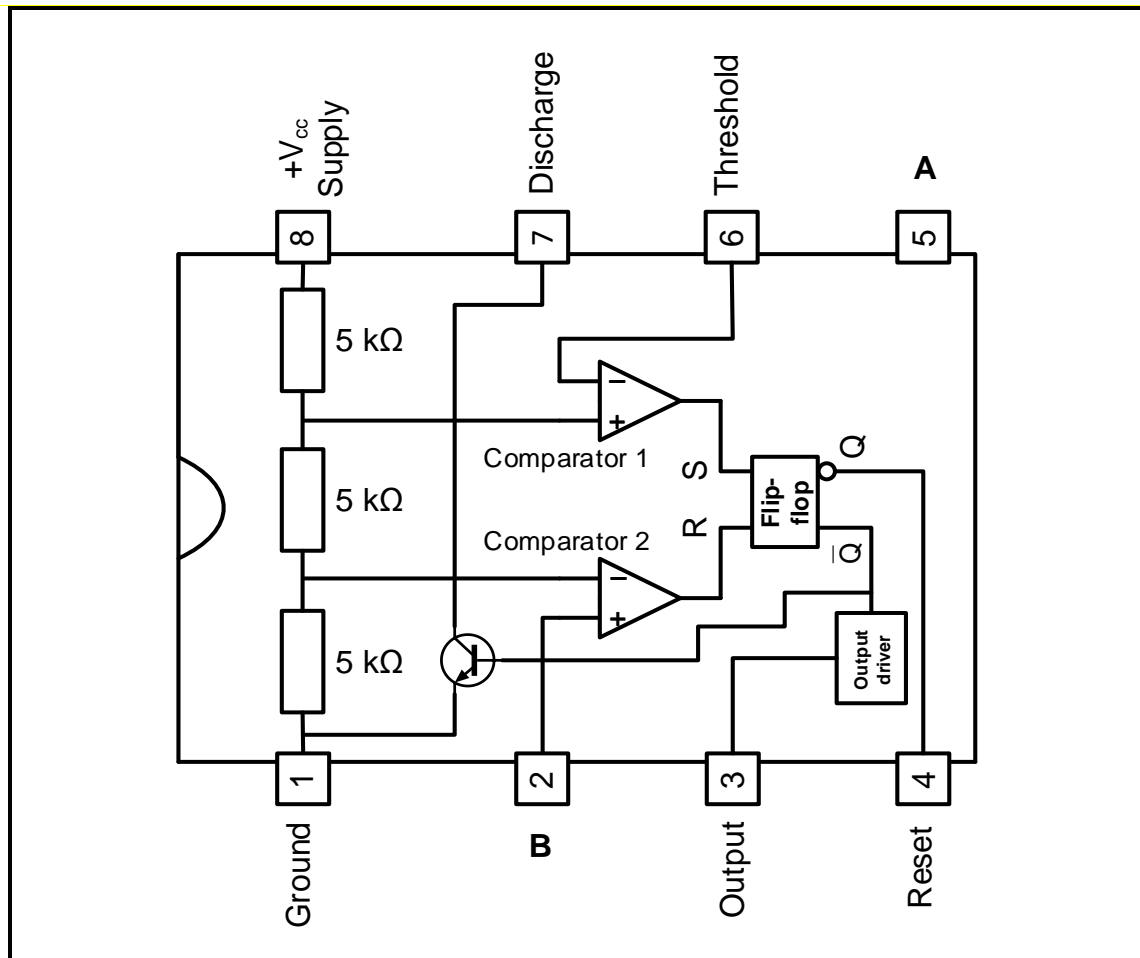 +Vcc
Supply
Discharge
Threshold
A
8
7
6
5
5 kΩ
−
+
Comparator 1
5 kΩ
S
Q
Flip-
flop
R
Comparator 2
Q̅
−
+
5 kΩ
Output
driver
1
2
3
4
Ground
B
Output
Reset